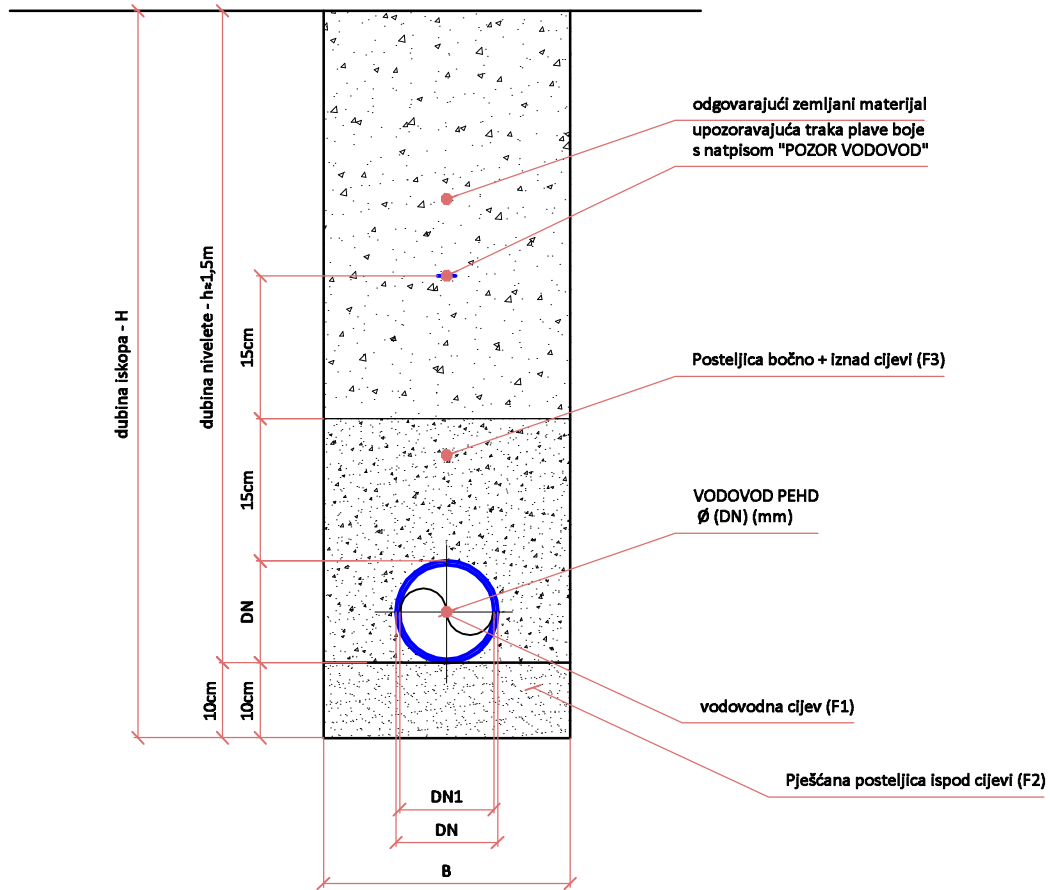 odgovarajući zemljani materijal
upozoravajuća traka plave boje
s natpisom "POZOR VODOVOD"
dubina iskopa - H
dubina nivelete - h≈1,5m
15cm
Posteljica bočno + iznad cijevi (F3)
15cm
VODOVOD PEHD
Ø (DN) (mm)
DN
10cm
10cm
vodovodna cijev (F1)
Pješčana posteljica ispod cijevi (F2)
DN1
DN
B